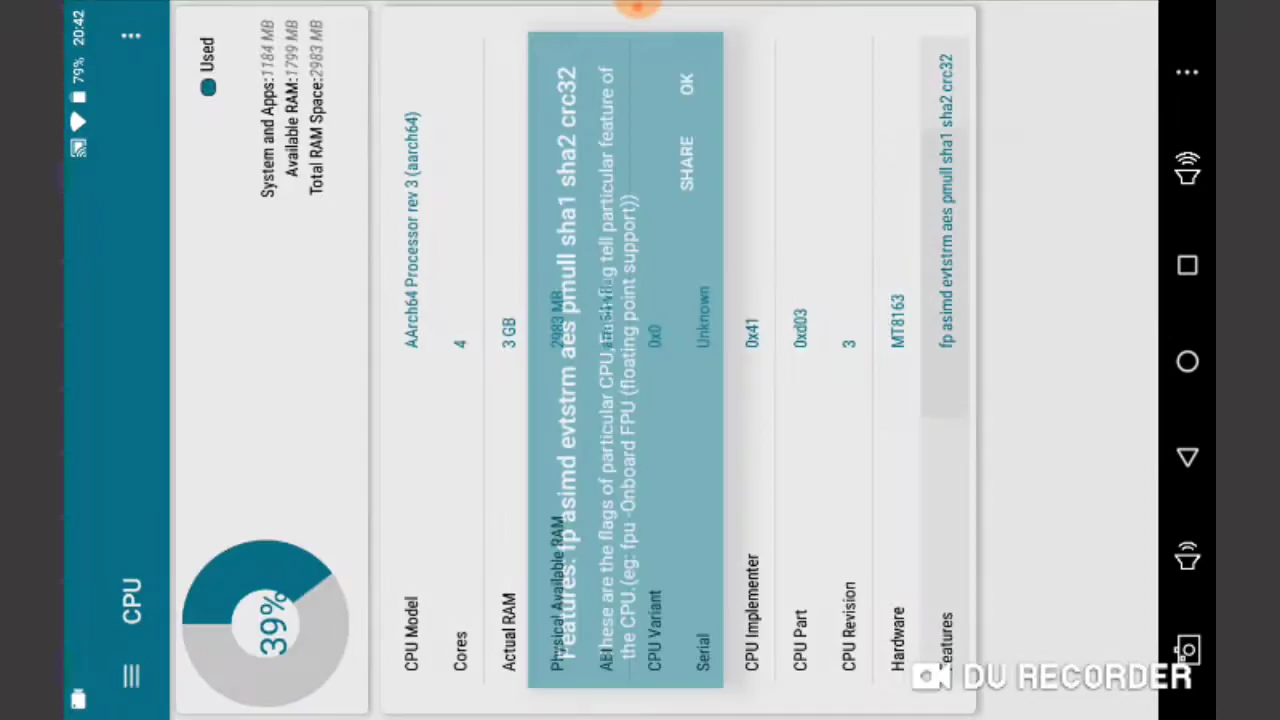 79% 20:42
CPU
39%
Used
System and Apps:1184 MB
Available RAM:1799 MB
Total RAM Space:2983 MB
CPU Model AArch64 Processor rev 3 (aarch64)
Cores 4
Actual RAM 3 GB
Physical Available RAM 2983 MB
Features: fp asimd evtstrm aes pmull sha1 sha2 crc32
These are the flags of particular CPU,Each flag tell particular feature of
the CPU.(eg: fpu -Onboard FPU (floating point support))
SHARE OK
ABI
CPU Variant 0x0
Serial Unknown
CPU Implementer 0x41
CPU Part 0xd03
CPU Revision 3
Hardware MT8163
Features fp asimd evtstrm aes pmull sha1 sha2 crc32
DU RECORDER